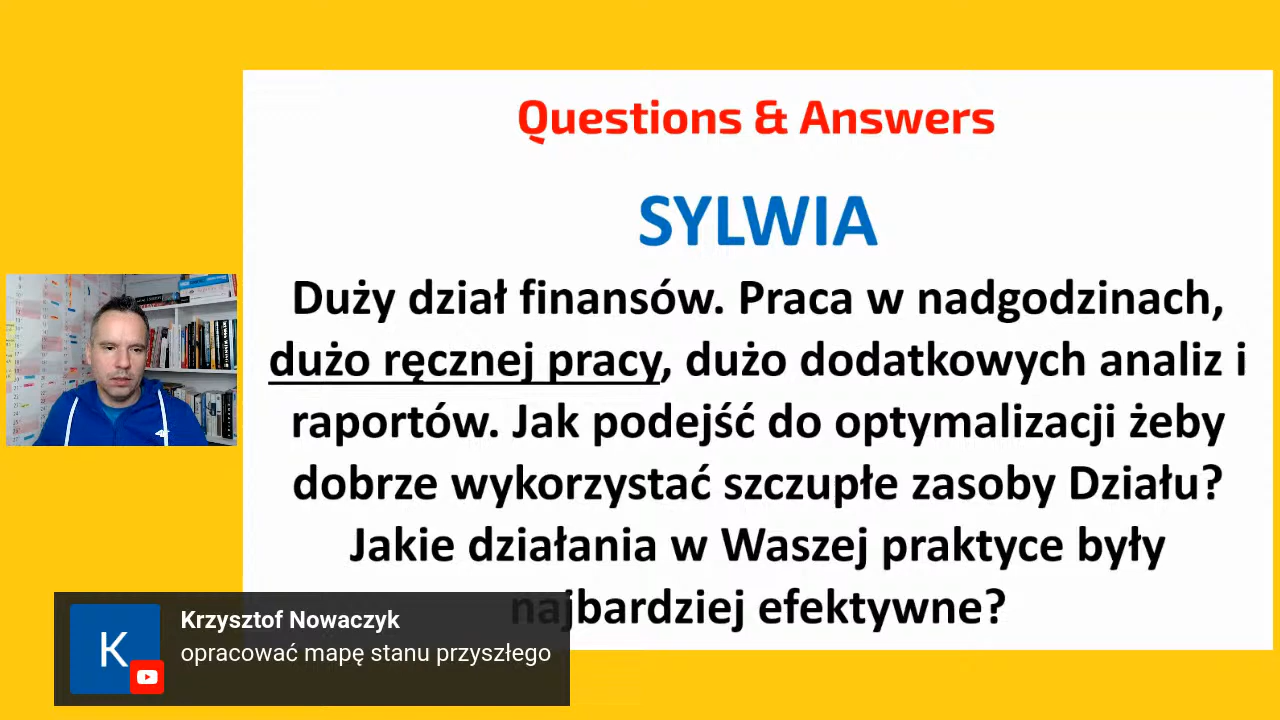 Questions & Answers
SYLWIA
Duży dział finansów. Praca w nadgodzinach,
dużo ręcznej pracy, dużo dodatkowych analiz i
raportów. Jak podejść do optymalizacji żeby
dobrze wykorzystać szczupłe zasoby Działu?
Jakie działania w Waszej praktyce były
najbardziej efektywne?
K
Krzysztof Nowaczyk
opracować mapę stanu przyszłego